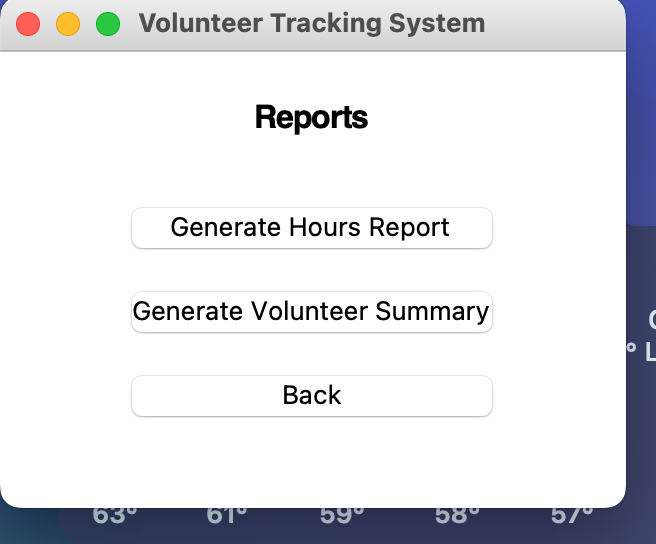 Volunteer Tracking System
Reports
Generate Hours Report
Generate Volunteer Summary
Back
63° 61° 59° 58° 57°